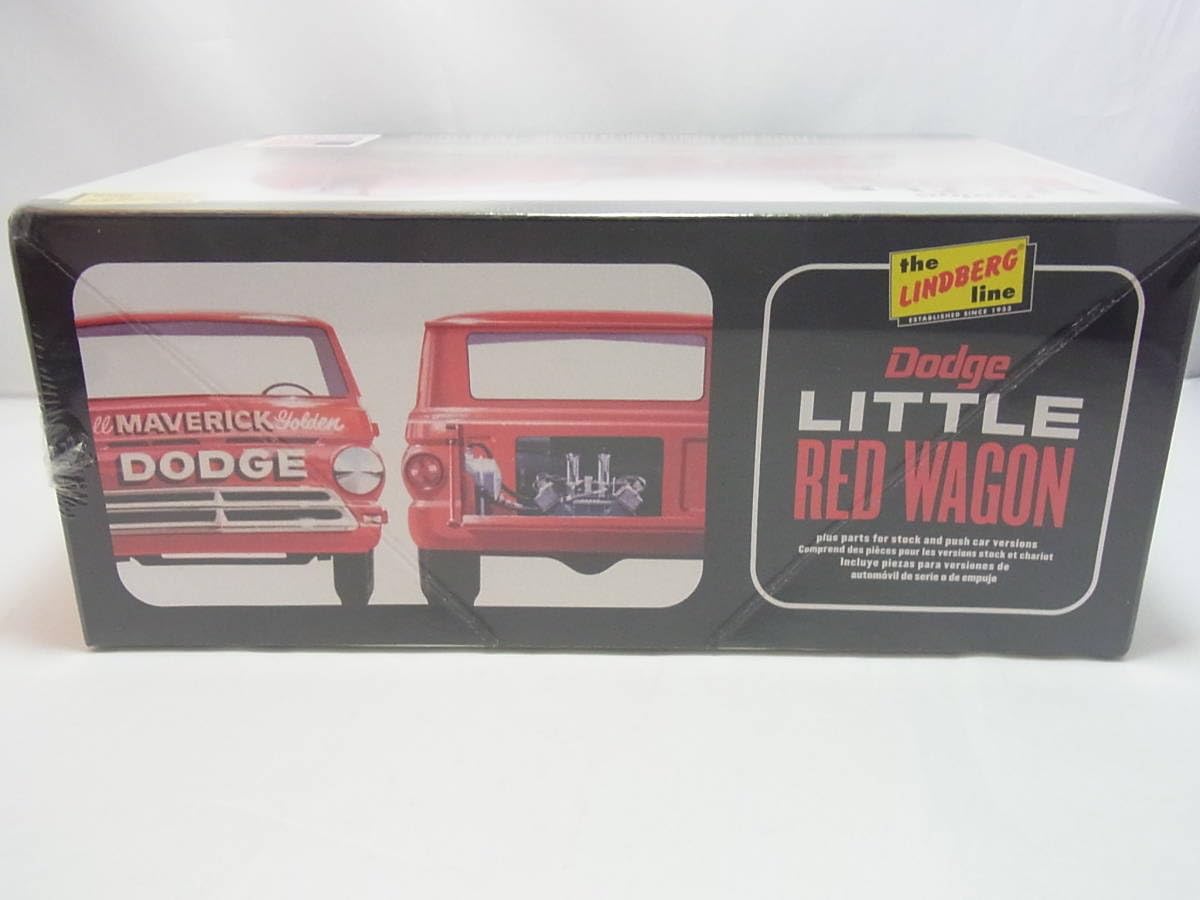 the
LINDBERG
line
ESTABLISHED SINCE 1933
Dodge
LITTLE
RED WAGON
plus parts for stock and push car versions
Comprend des pièces pour les versions stock et chariot
Incluye piezas para versiones de
automóvil de serie o de empuje
ll MAVERICK Golden
DODGE